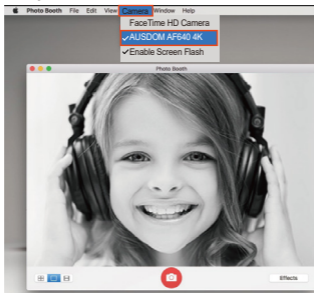 Photo Booth File Edit View Camera Window Help
FaceTime HD Camera
✓AUSDOM AF640 4K
✓Enable Screen Flash
Photo Booth
Effects